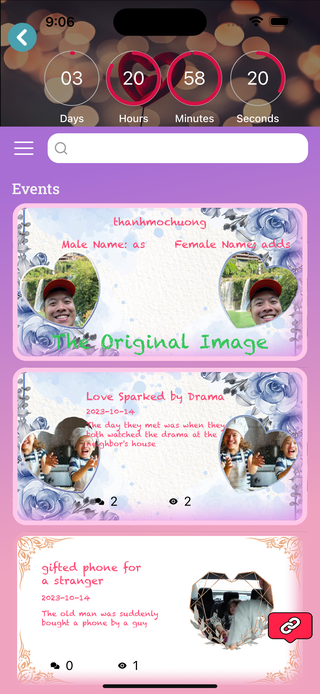 9:06
03 20 58 20
Days Hours Minutes Seconds
Events
thanhmochuong
Male Name: as Female Name: adds
The Original Image
Love Sparked by Drama
2023-10-14
The day they met was when they
both watched the drama at the
neighbor's house
2 2
gifted phone for
a stranger
2023-10-14
The old man was suddenly
bought a phone by a guy
0 1